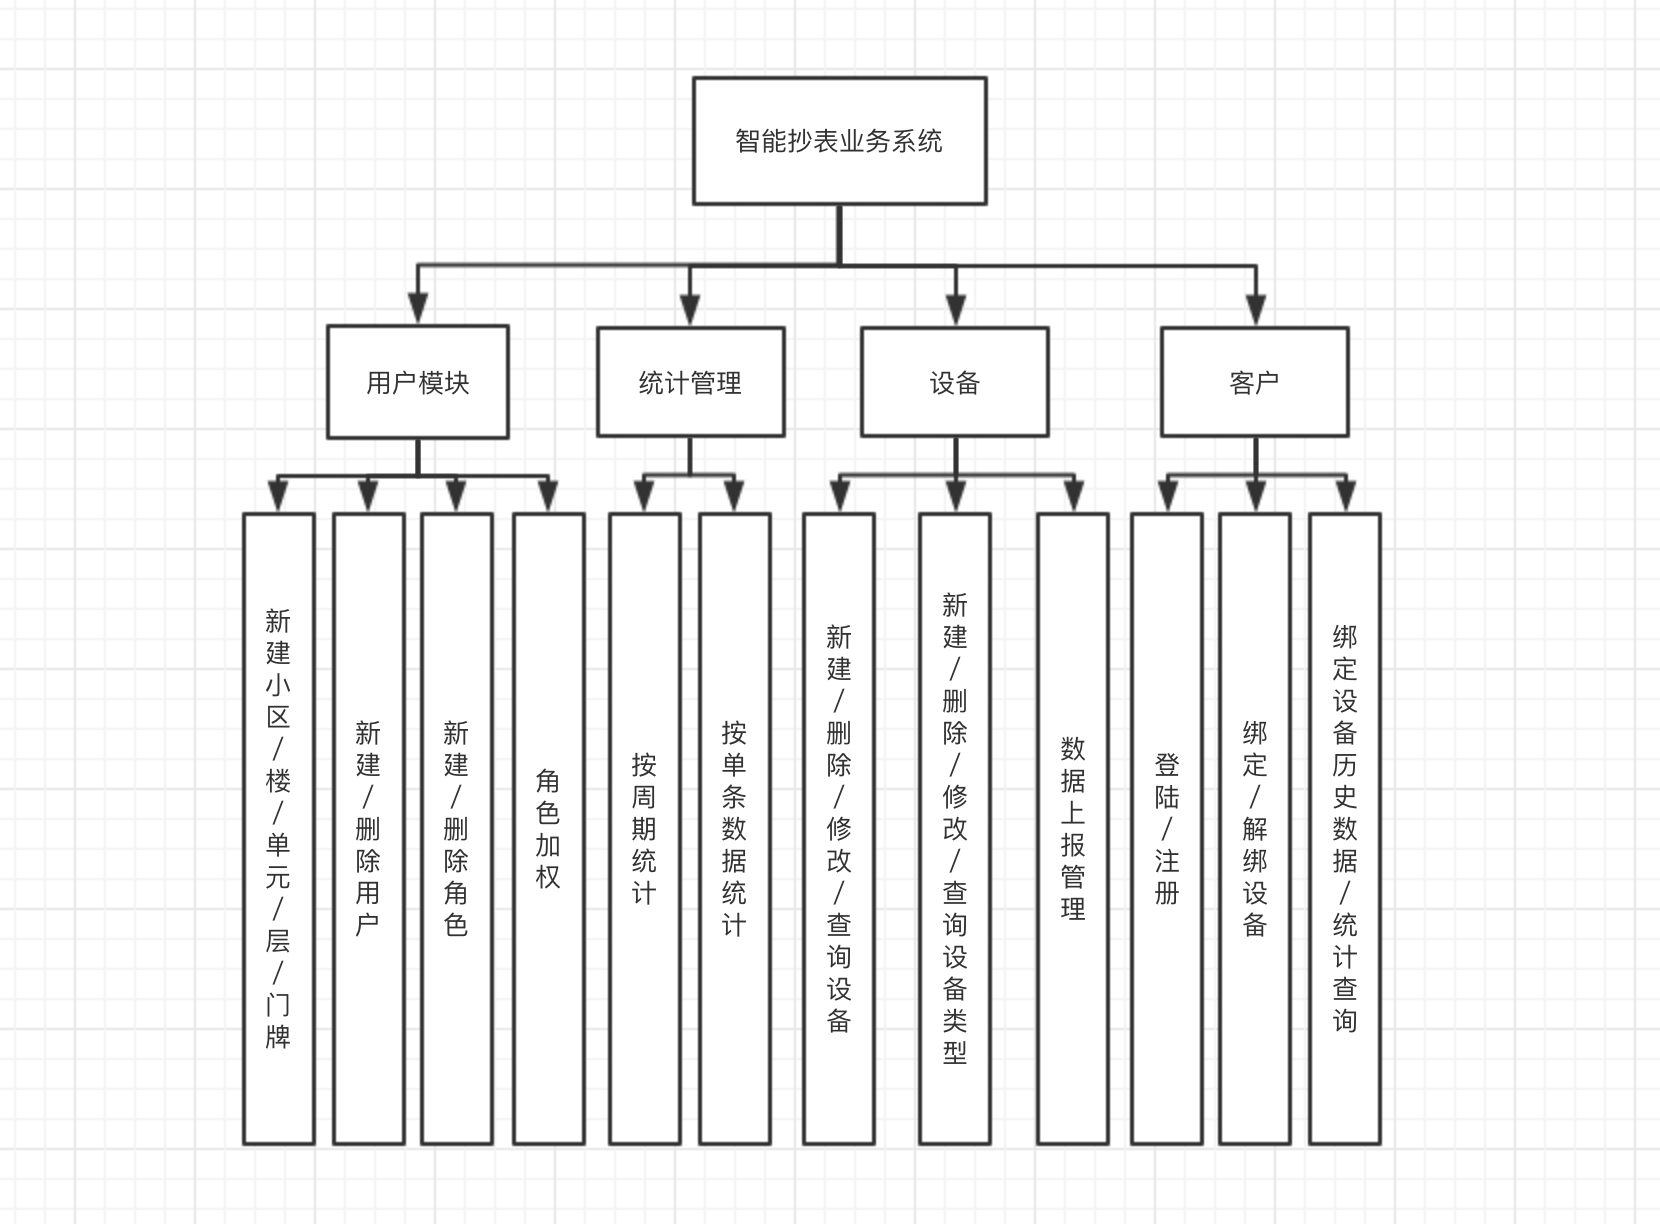 智能抄表业务系统
用户模块
统计管理
设备
客户
新建小区/楼/单元/层/门牌
新建/删除用户
新建/删除角色
角色加权
按周期统计
按单条数据统计
新建/删除/修改/查询设备
新建/删除/修改/查询设备类型
数据上报管理
登陆/注册
绑定/解绑设备
绑定设备历史数据/统计查询